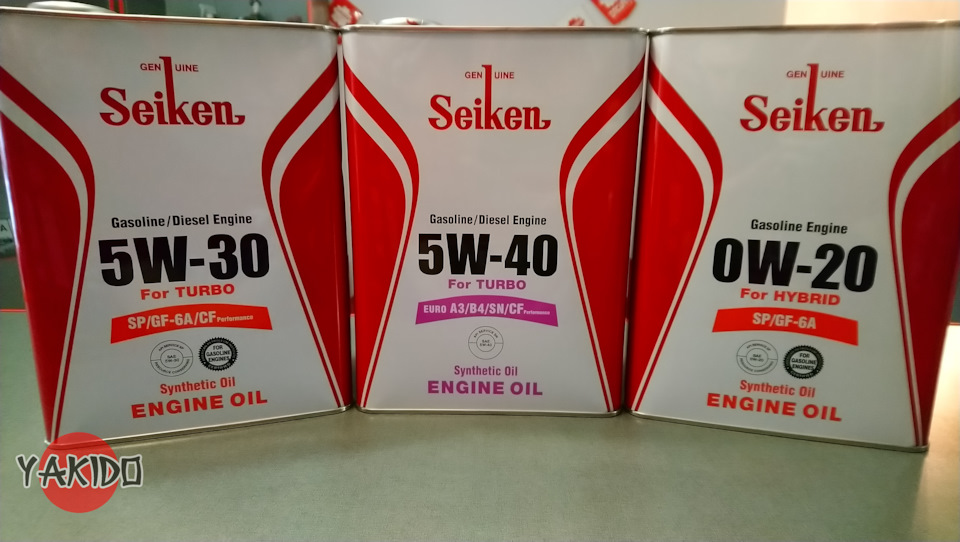 GENUINE
Seiken
Gasoline/Diesel Engine
5W-30
For TURBO
SP/GF-6A/CF Performance
FOR GASOLINE ENGINES
Synthetic Oil
ENGINE OIL
GENUINE
Seiken
Gasoline/Diesel Engine
5W-40
For TURBO
EURO A3/B4/SN/CF Performance
Synthetic Oil
ENGINE OIL
GENUINE
Seiken
Gasoline Engine
0W-20
For HYBRID
SP/GF-6A
FOR GASOLINE ENGINES
Synthetic Oil
ENGINE OIL
YAKIDO